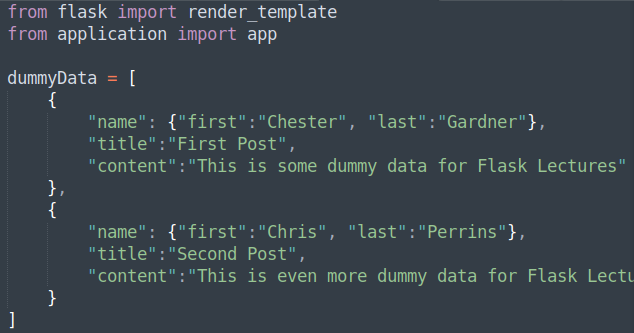 from flask import render_template
from application import app
dummyData = [
{
"name": {"first":"Chester", "last":"Gardner"},
"title":"First Post",
"content":"This is some dummy data for Flask Lectures"
},
{
"name": {"first":"Chris", "last":"Perrins"},
"title":"Second Post",
"content":"This is even more dummy data for Flask
}
]